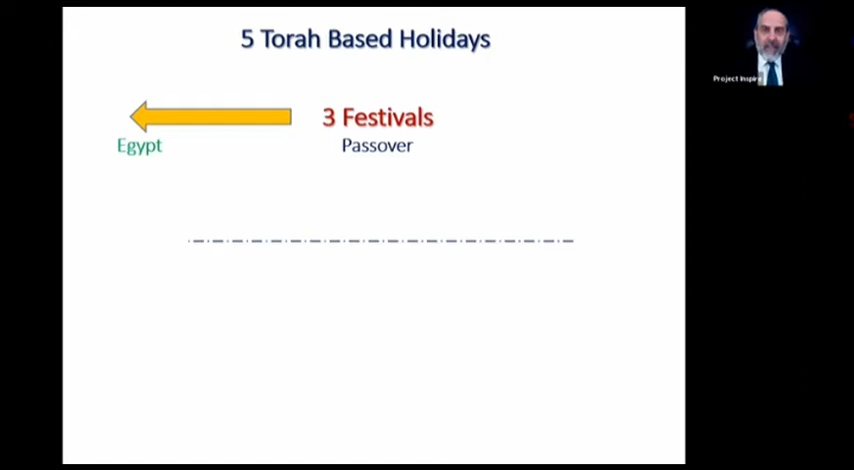 5 Torah Based Holidays
3 Festivals
Egypt
Passover
Project Inspire